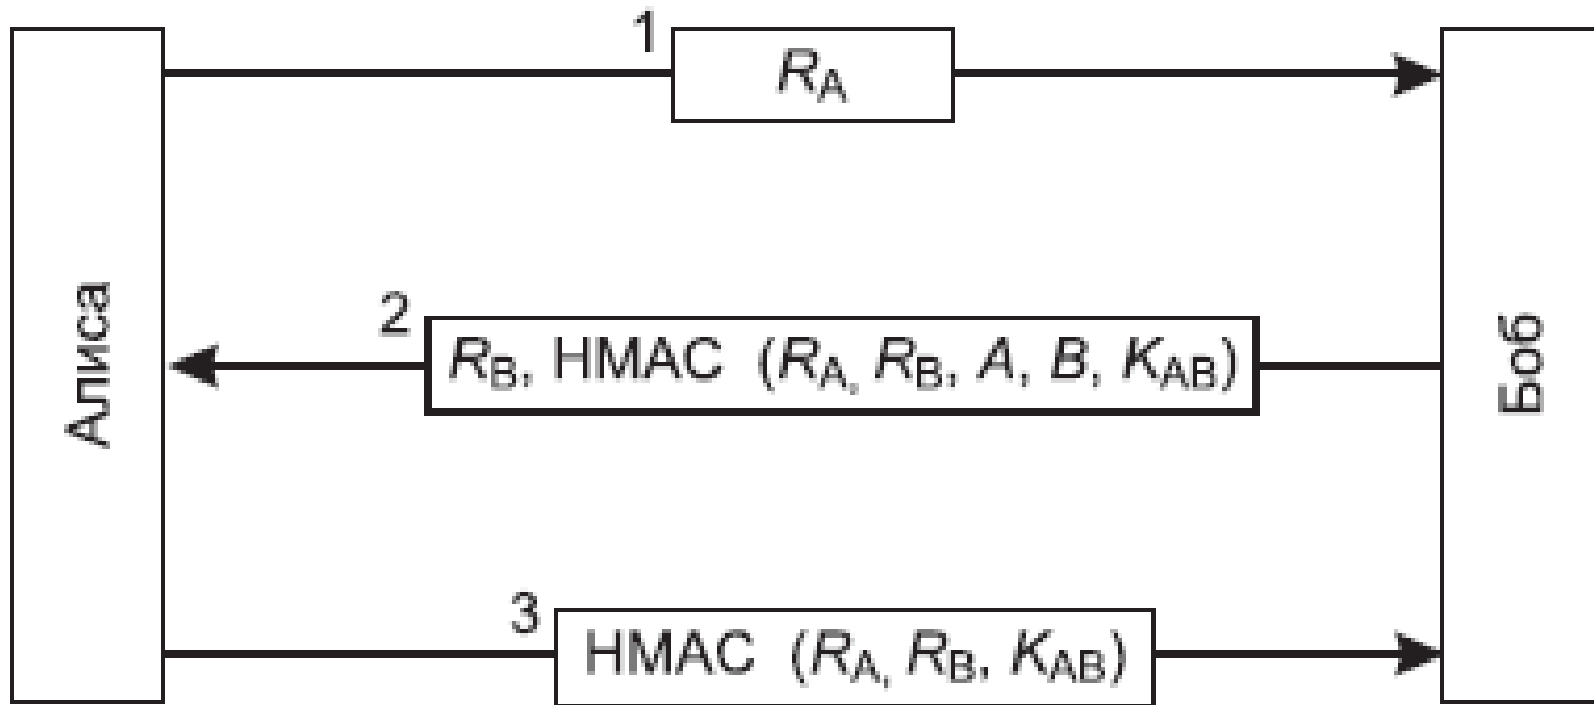 1
R_A
Алиса
2
R_B, HMAC (R_A, R_B, A, B, K_AB)
Боб
3
HMAC (R_A, R_B, K_AB)